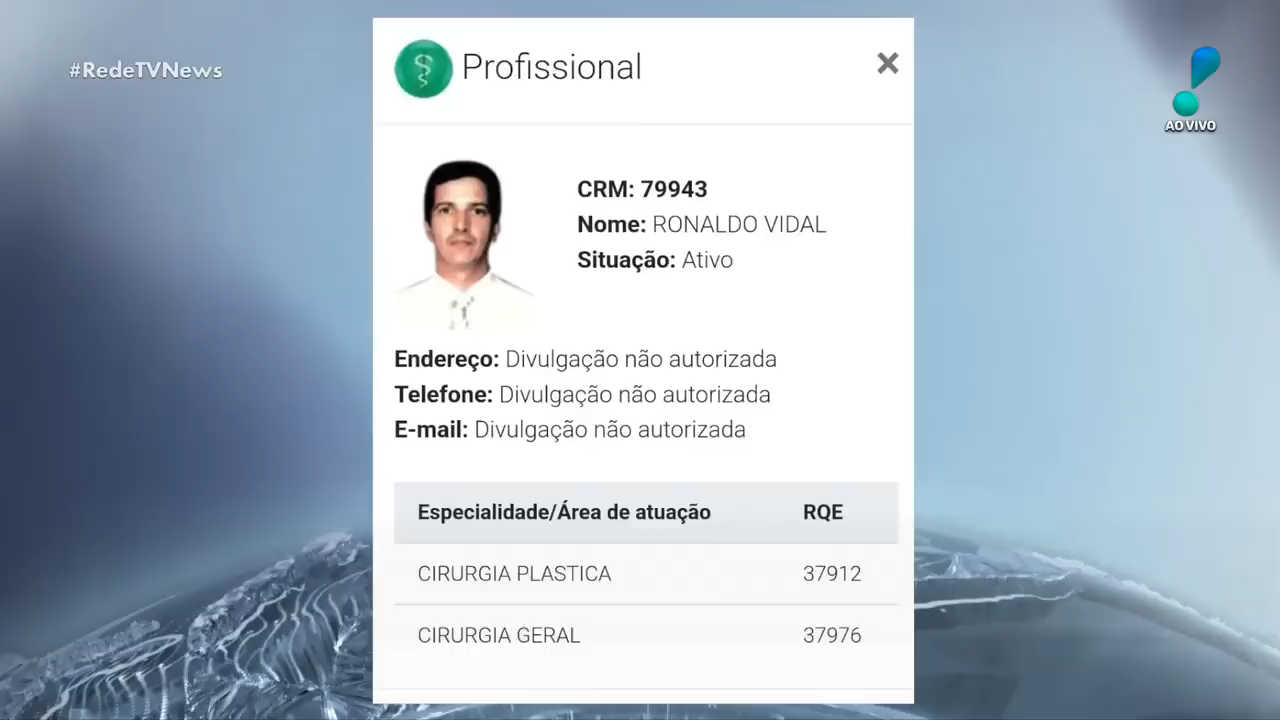 #RedeTVNews
Profissional
×
AO VIVO
CRM: 79943
Nome: RONALDO VIDAL
Situação: Ativo
Endereço: Divulgação não autorizada
Telefone: Divulgação não autorizada
E-mail: Divulgação não autorizada
Especialidade/Área de atuação RQE
CIRURGIA PLASTICA 37912
CIRURGIA GERAL 37976